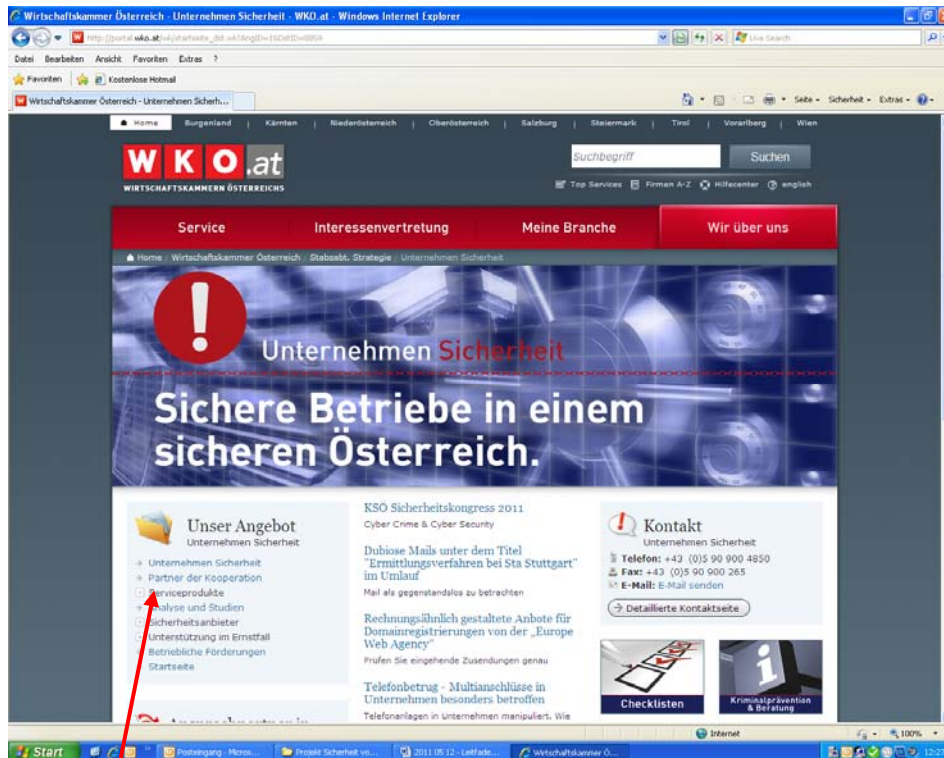 Wirtschaftskammer Österreich - Unternehmen Sicherheit - WKO.at - Windows Internet Explorer
Live Search
Datei Bearbeiten Ansicht Favoriten Extras ?
Favoriten Kostenlose Hotmail
Wirtschaftskammer Österreich - Unternehmen Sicherh... Seite Sicherheit Extras
Home | Burgenland | Kärnten | Niederösterreich | Oberösterreich | Salzburg | Steiermark | Tirol | Vorarlberg | Wien
WKO.at
WIRTSCHAFTSKAMMERN ÖSTERREICHS
Suchbegriff Suchen
Top Services Firmen A-Z Hilfecenter english
Service Interessenvertretung Meine Branche Wir über uns
Home / Wirtschaftskammer Österreich / Stabsabt. Strategie / Unternehmen Sicherheit
!
Unternehmen Sicherheit
Sichere Betriebe in einem
sicheren Österreich.
Unser Angebot
Unternehmen Sicherheit
Unternehmen Sicherheit
Partner der Kooperation
Serviceprodukte
Analyse und Studien
Sicherheitsanbieter
Unterstützung im Ernstfall
Betriebliche Förderungen
Startseite
KSÖ Sicherheitskongress 2011
Cyber Crime & Cyber Security
Dubiose Mails unter dem Titel
"Ermittlungsverfahren bei Sta Stuttgart"
im Umlauf
Mail als gegenstandslos zu betrachten
Rechnungsähnlich gestaltete Anbote für
Domainregistrierungen von der „Europe
Web Agency"
Prüfen Sie eingehende Zusendungen genau
Telefonbetrug - Multianschlüsse in
Unternehmen besonders
betroffen
Telefonanlagen in Unternehmen manipuliert. Wie
Kontakt
Unternehmen Sicherheit
Telefon: +43 (0)5 90 900 4850
Fax: +43 (0)5 90 900 265
E-Mail: E-Mail senden
Detaillierte Kontaktseite
Checklisten
Kriminalprävention
& Beratung
Internet 100%
Start Posteingang - Micros... Projekt Sicherheit vo... 2011 05 12 - Leitfade... Wirtschaftskammer Ö... 12:27